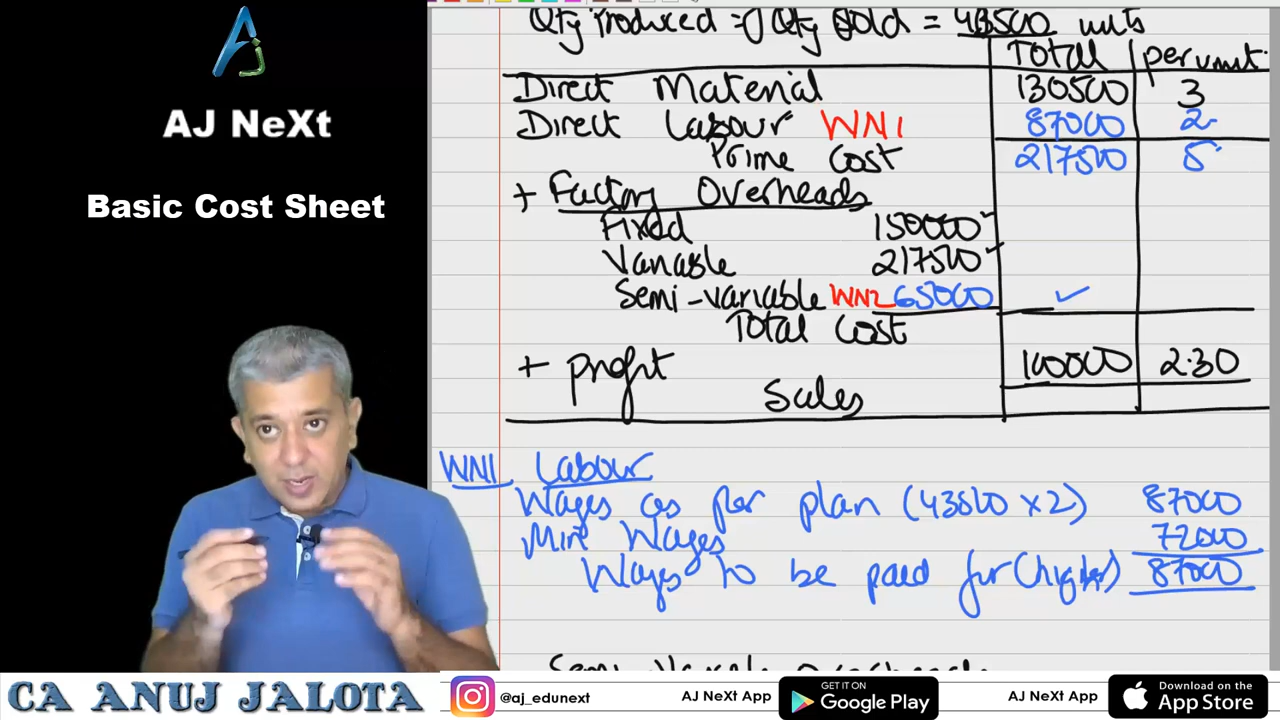 AJ NeXt
Basic Cost Sheet
Qty Produced = Qty Sold = 43500 units
Total per unit
Direct Material 130500 3
Direct Labour WN1 87000 2
Prime Cost 217500 5
+ Factory Overheads
Fixed 150000
Variable 217500
Semi-variable WN2 65000 ✓
Total Cost
+ Profit 100000 2.30
Sales
WN1 Labour
Wages as per plan (43500 x 2) 87000
Min Wages 72000
Wages to be paid for (higher) 87000
Semi Variable overheads
CA ANUJ JALOTA
@aj_edunext
AJ NeXt App
GET IT ON
Google Play
AJ NeXt App
Download on the
App Store